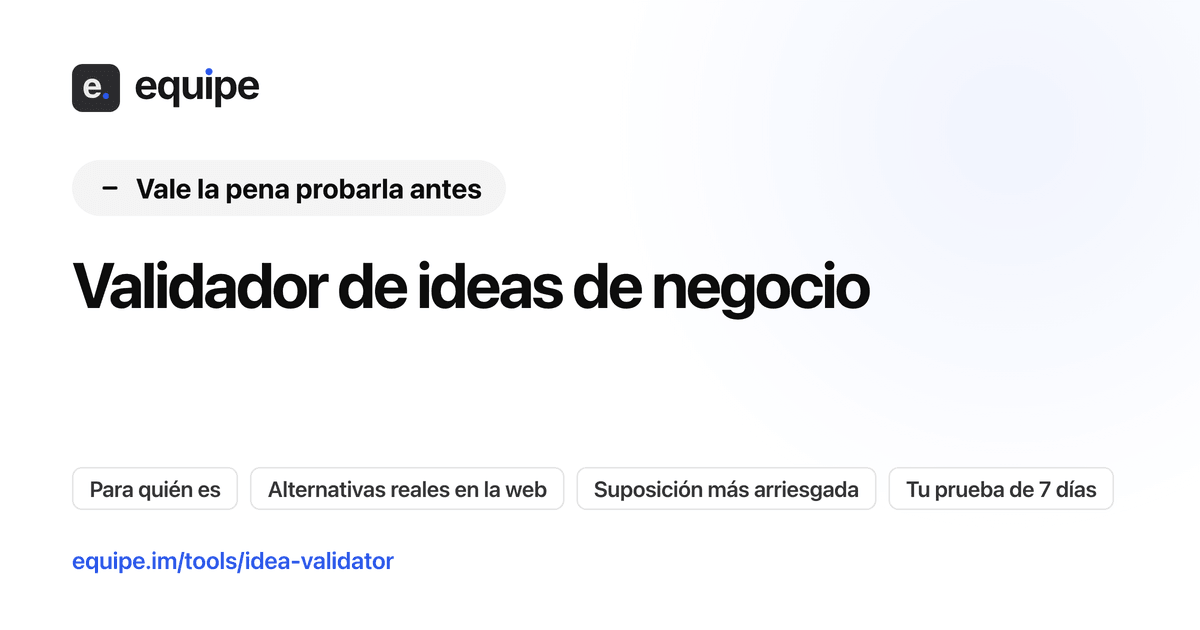 e. equipe
– Vale la pena probarla antes
Validador de ideas de negocio
Para quién es Alternativas reales en la web Suposición más arriesgada Tu prueba de 7 días
equipe.im/tools/idea-validator